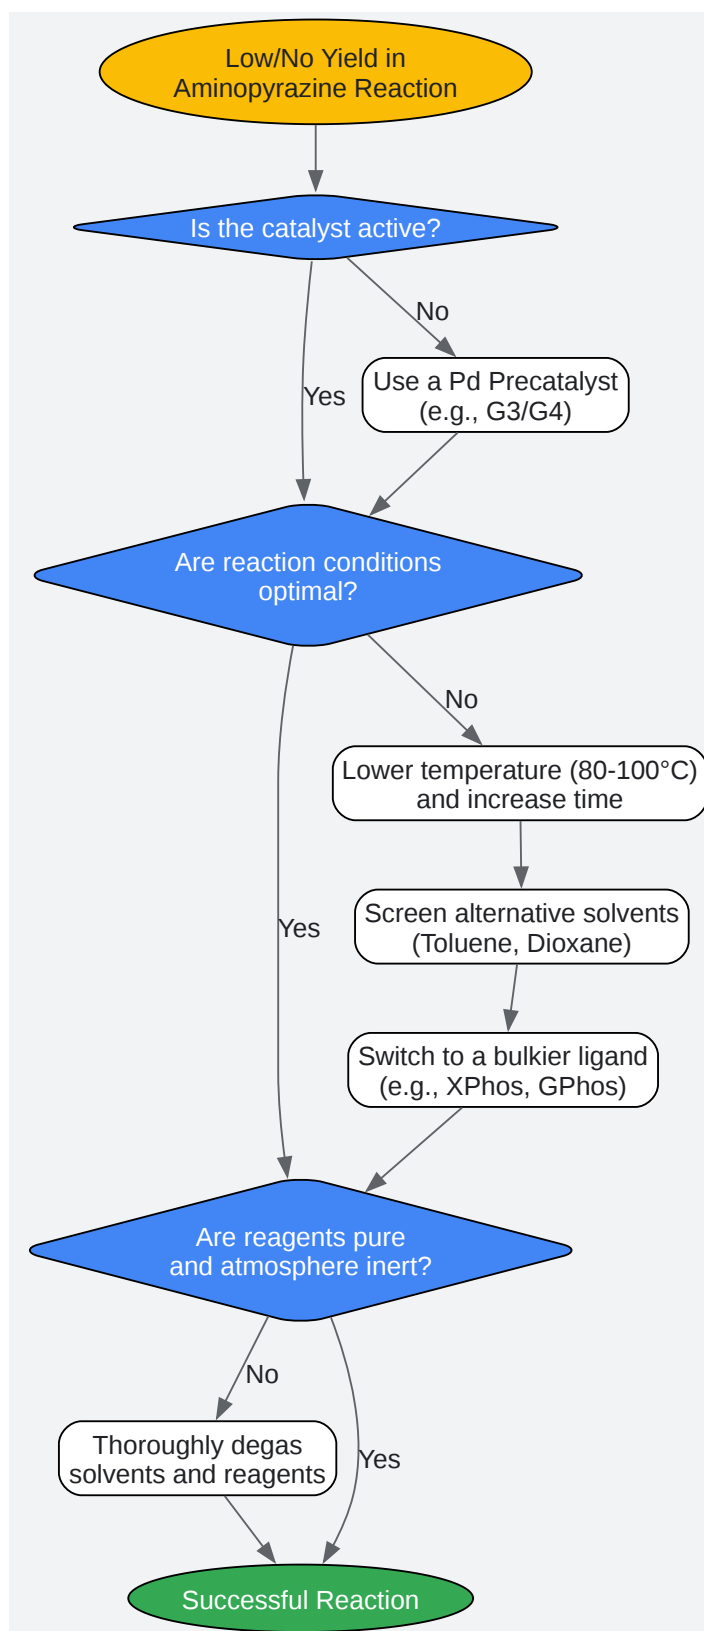 Low/No Yield in
Aminopyrazine Reaction
Is the catalyst active?
No
Use a Pd Precatalyst
(e.g., G3/G4)
Yes
Are reaction conditions
optimal?
No
Lower temperature (80-100°C)
and increase time
Screen alternative solvents
(Toluene, Dioxane)
Yes
Switch to a bulkier ligand
(e.g., XPhos, GPhos)
Are reagents pure
and atmosphere inert?
No
Thoroughly degas
solvents and reagents
Yes
Successful Reaction